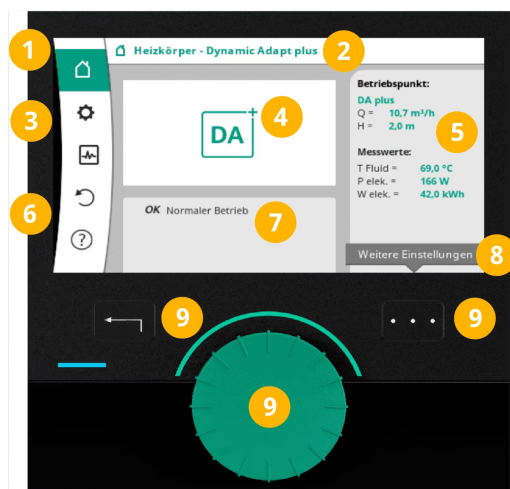 1
Heizkörper - Dynamic Adapt plus
2
3
DA+
4
Betriebspunkt:
DA plus
Q = 10,7 m³/h
H = 2,0 m
5
Messwerte:
T Fluid = 69,0 °C
P elek. = 166 W
W elek. = 42,0 kWh
6
?
OK Normaler Betrieb
7
Weitere Einstellungen
8
9
9
9